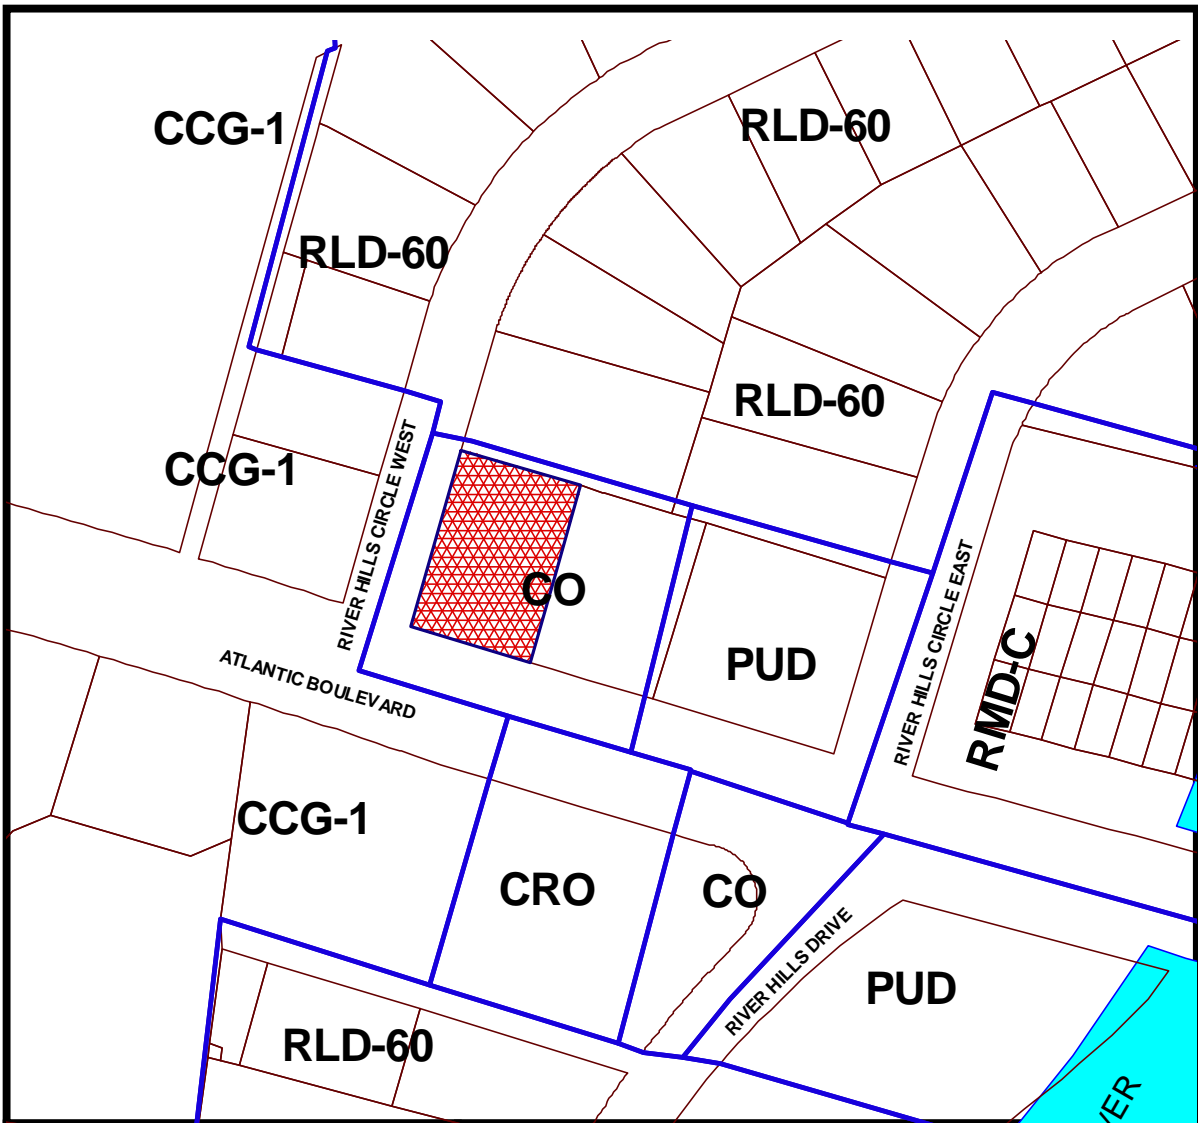 CCG-1
RLD-60
RLD-60
RLD-60
CCG-1
RIVER HILLS CIRCLE WEST
CO
PUD
RIVER HILLS CIRCLE EAST
RMD-C
ATLANTIC BOULEVARD
CCG-1
CRO
CO
RIVER HILLS DRIVE
PUD
RLD-60